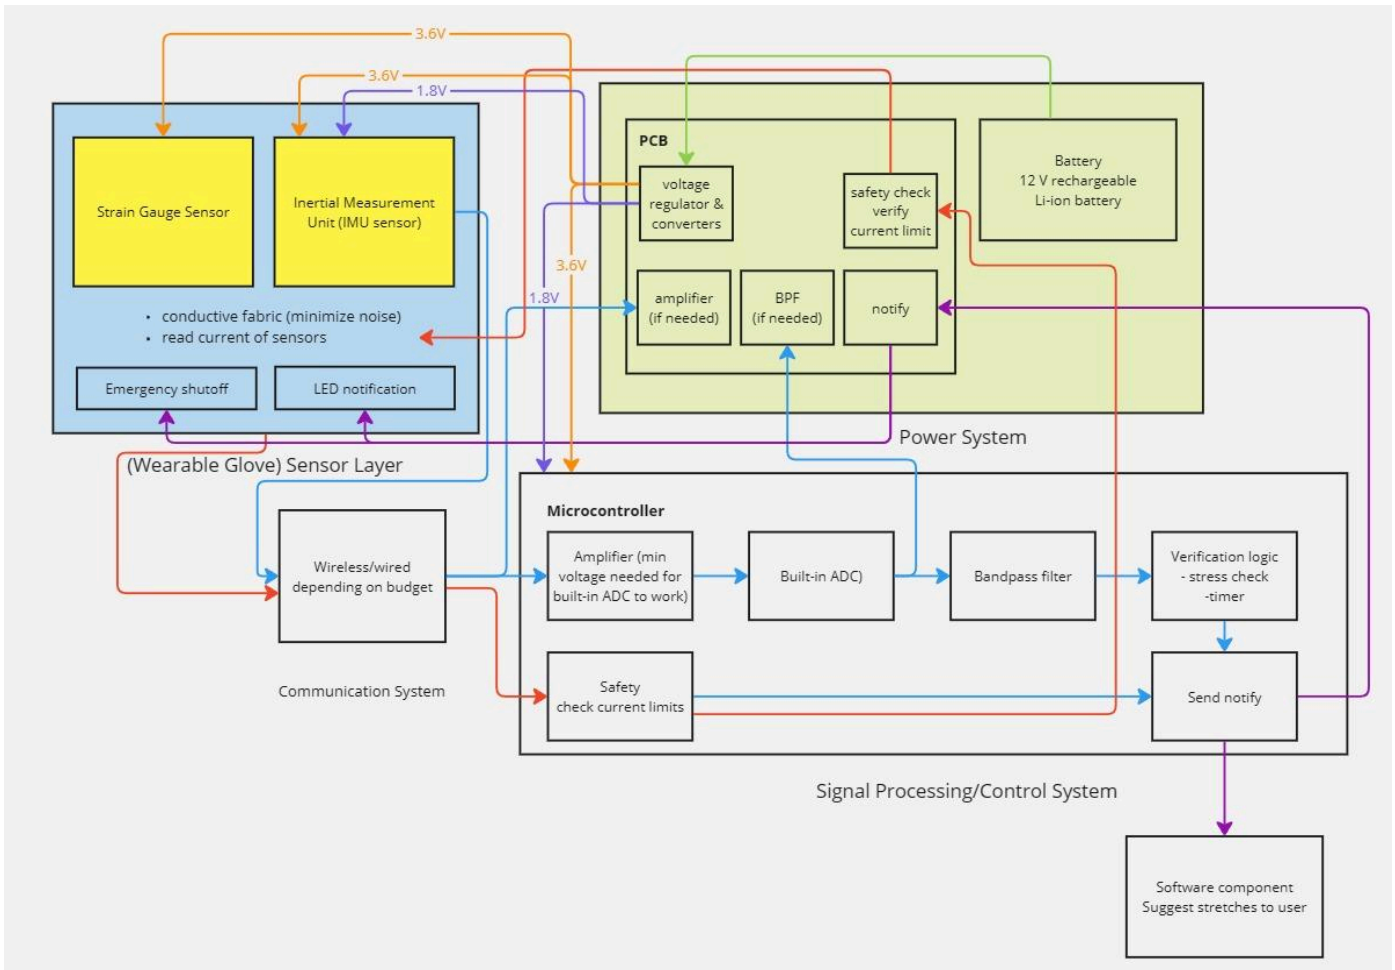 3.6V
3.6V
1.8V
Strain Gauge Sensor
Inertial Measurement
Unit (IMU sensor)
• conductive fabric (minimize noise)
• read current of sensors
Emergency shutoff
LED notification
(Wearable Glove) Sensor Layer
PCB
voltage
regulator &
converters
safety check
verify
current limit
Battery
12 V rechargeable
Li-ion battery
3.6V
1.8V
amplifier
(if needed)
BPF
(if needed)
notify
Power System
Wireless/wired
depending on budget
Communication System
Microcontroller
Amplifier (min
voltage needed for
built-in ADC to work)
Built-in ADC)
Bandpass filter
Verification logic
- stress check
-timer
Safety
check current limits
Send notify
Signal Processing/Control System
Software component
Suggest stretches to user